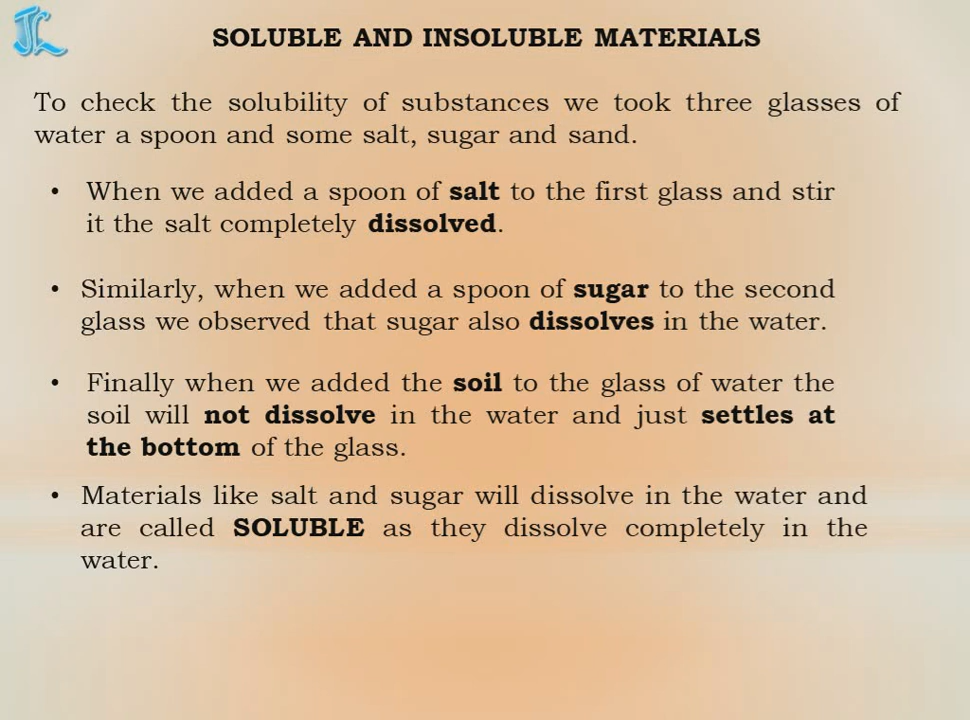 JL
SOLUBLE AND INSOLUBLE MATERIALS
To check the solubility of substances we took three glasses of
water a spoon and some salt, sugar and sand.
• When we added a spoon of salt to the first glass and stir
it the salt completely dissolved.
• Similarly, when we added a spoon of sugar to the second
glass we observed that sugar also dissolves in the water.
• Finally when we added the soil to the glass of water the
soil will not dissolve in the water and just settles at
the bottom of the glass.
• Materials like salt and sugar will dissolve in the water and
are called SOLUBLE as they dissolve completely in the
water.